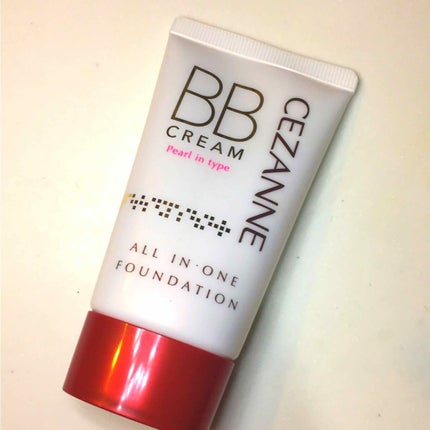 BB
CREAM
Pearl in type
CEZANNE
ALL IN·ONE
FOUNDATION